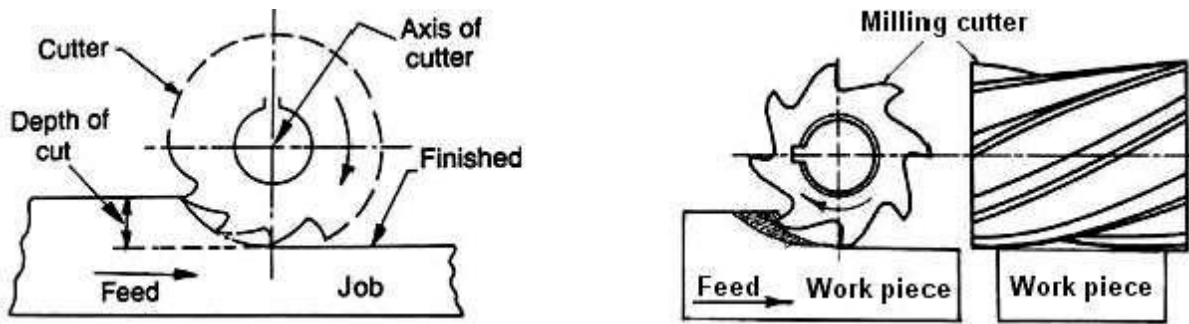 Cutter
Axis of
cutter
Depth of
cut
Finished
Feed
Job
Milling cutter
Feed
Work piece
Work piece